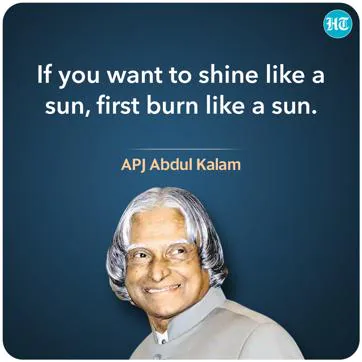 HT
If you want to shine like a
sun, first burn like a sun.
APJ Abdul Kalam